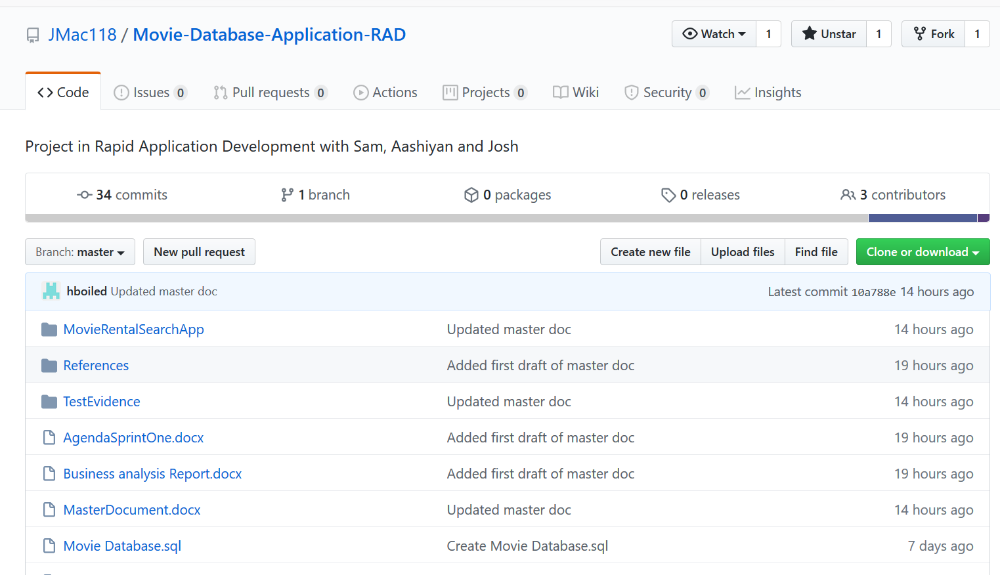 JMac118 / Movie-Database-Application-RAD
Watch 1 Unstar 1 Fork 1
Code Issues 0 Pull requests 0 Actions Projects 0 Wiki Security 0 Insights
Project in Rapid Application Development with Sam, Aashiyan and Josh
34 commits 1 branch 0 packages 0 releases 3 contributors
Branch: master New pull request Create new file Upload files Find file Clone or download
hboiled Updated master doc Latest commit 10a788e 14 hours ago
MovieRentalSearchApp Updated master doc 14 hours ago
References Added first draft of master doc 19 hours ago
TestEvidence Updated master doc 14 hours ago
AgendaSprintOne.docx Added first draft of master doc 19 hours ago
Business analysis Report.docx Added first draft of master doc 19 hours ago
MasterDocument.docx Updated master doc 14 hours ago
Movie Database.sql Create Movie Database.sql 7 days ago